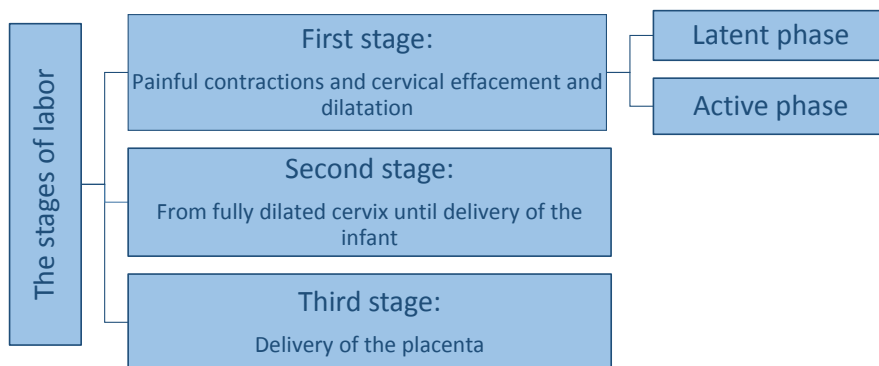 The stages of labor
First stage:
Painful contractions and cervical effacement and
dilatation
Latent phase
Active phase
Second stage:
From fully dilated cervix until delivery of the
infant
Third stage:
Delivery of the placenta